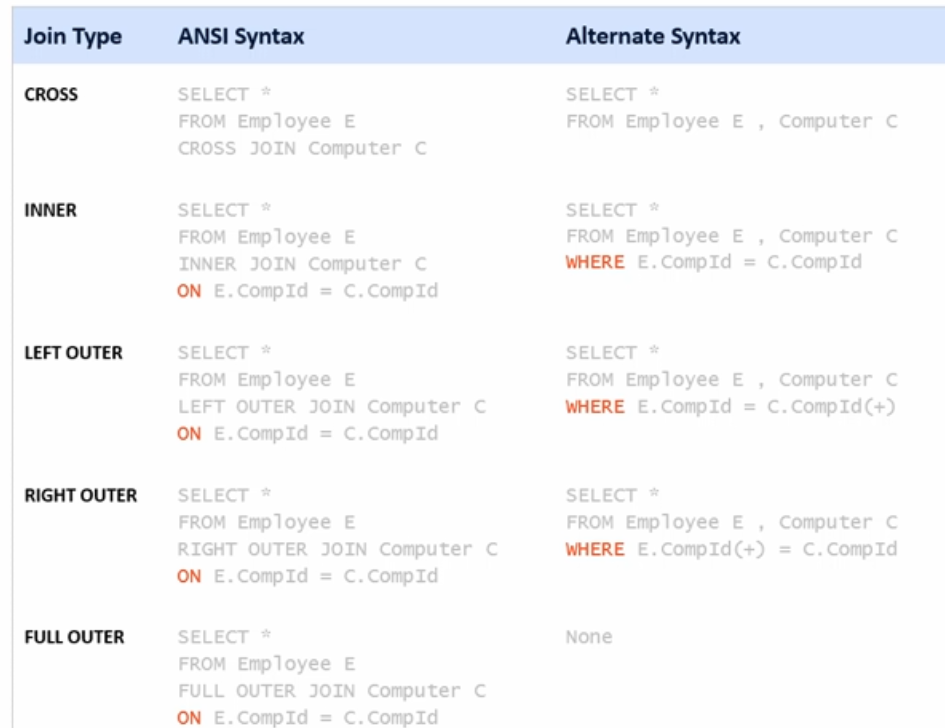 Join Type ANSI Syntax Alternate Syntax
CROSS SELECT * SELECT *
FROM Employee E FROM Employee E , Computer C
CROSS JOIN Computer C
INNER SELECT * SELECT *
FROM Employee E FROM Employee E , Computer C
INNER JOIN Computer C WHERE E.CompId = C.CompId
ON E.CompId = C.CompId
LEFT OUTER SELECT * SELECT *
FROM Employee E FROM Employee E , Computer C
LEFT OUTER JOIN Computer C WHERE E.CompId = C.CompId(+)
ON E.CompId = C.CompId
RIGHT OUTER SELECT * SELECT *
FROM Employee E FROM Employee E , Computer C
RIGHT OUTER JOIN Computer C WHERE E.CompId(+) = C.CompId
ON E.CompId = C.CompId
FULL OUTER SELECT * None
FROM Employee E
FULL OUTER JOIN Computer C
ON E.CompId = C.CompId